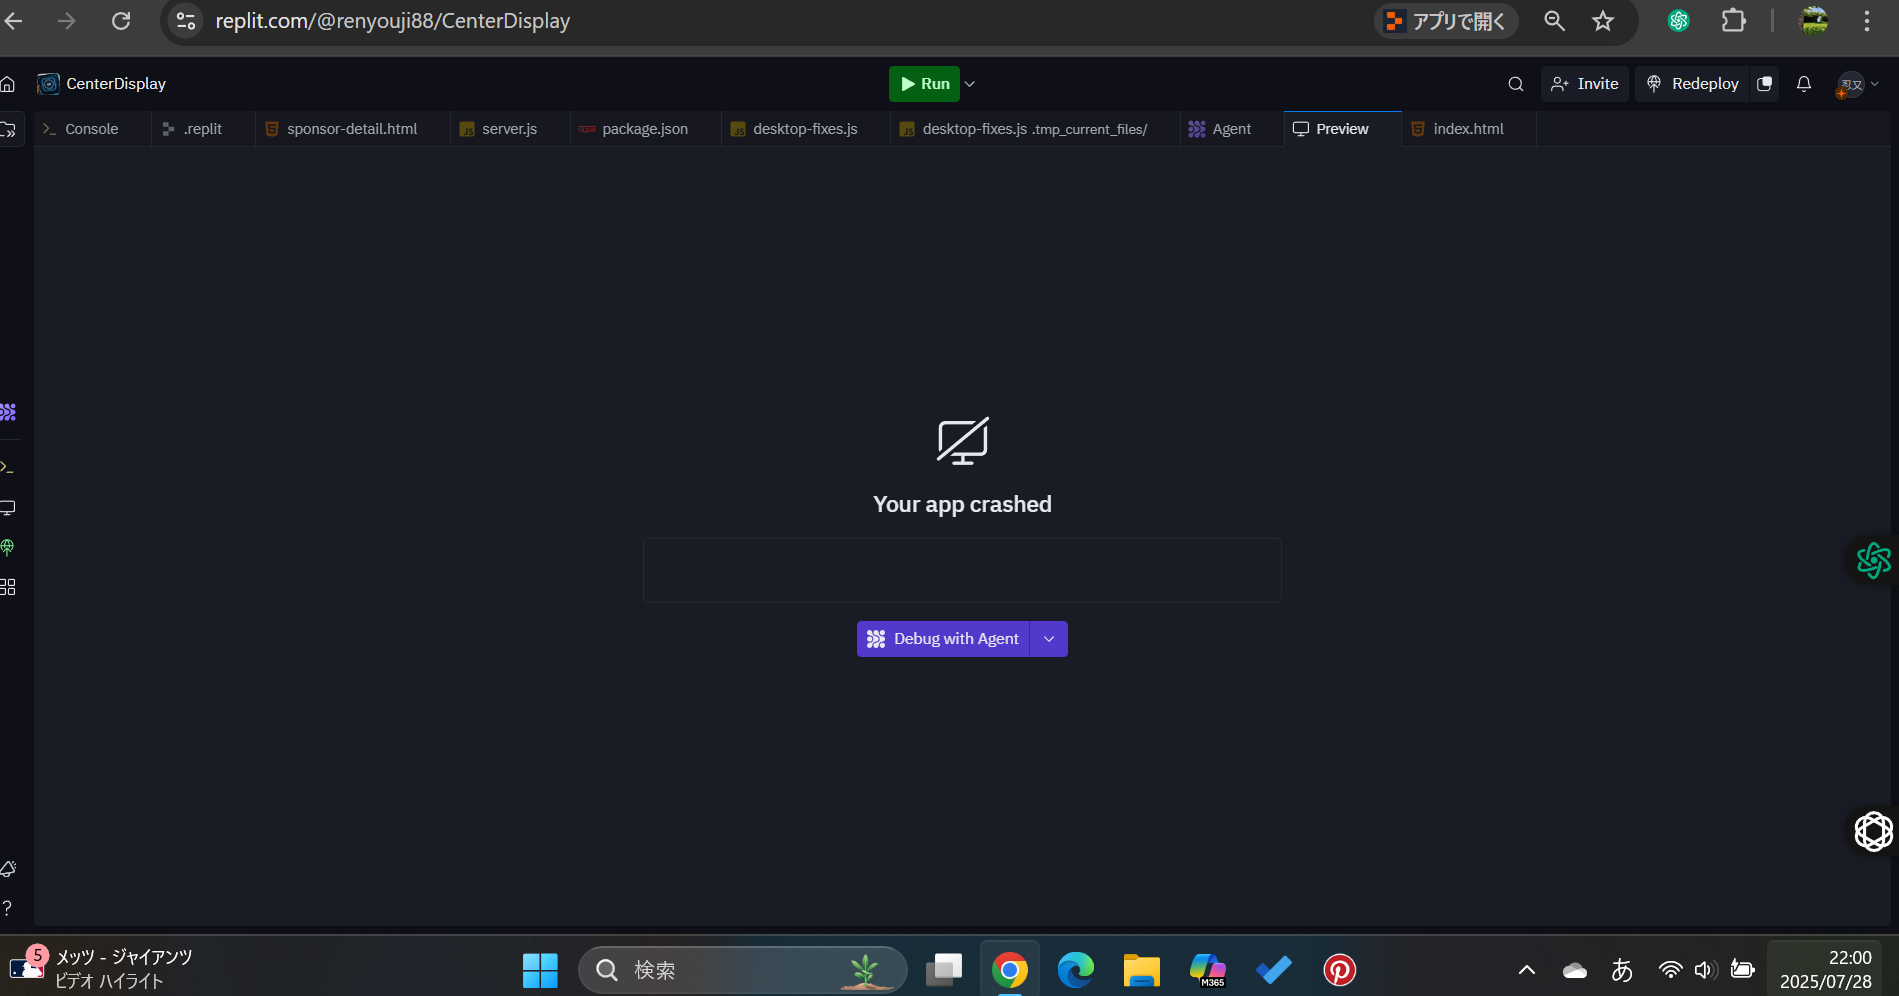 replit.com/@renyouji88/CenterDisplay
アプリで開く
CenterDisplay
Run
Invite
Redeploy
忍又
Console
.replit
sponsor-detail.html
server.js
package.json
desktop-fixes.js
desktop-fixes.js .tmp_current_files/
Agent
Preview
index.html
Your app crashed
Debug with Agent
?
5
メッツ - ジャイアンツ
ビデオ ハイライト
検索
M365
あ
22:00
2025/07/28